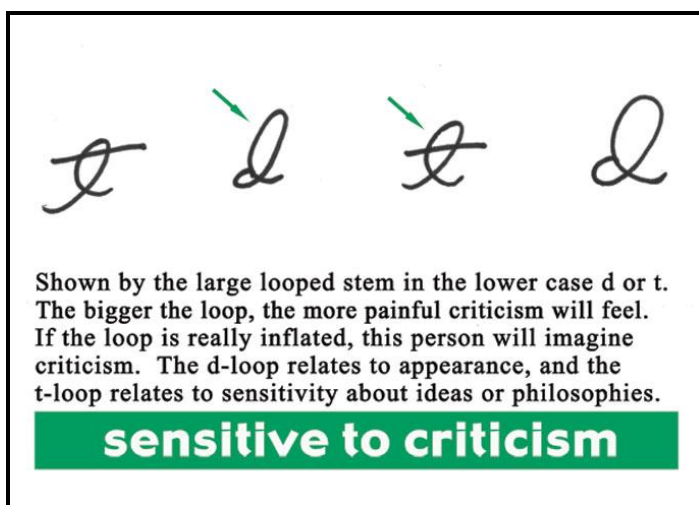 t d t d
Shown by the large looped stem in the lower case d or t.
The bigger the loop, the more painful criticism will feel.
If the loop is really inflated, this person will imagine
criticism. The d-loop relates to appearance, and the
t-loop relates to sensitivity about ideas or philosophies.
sensitive to criticism